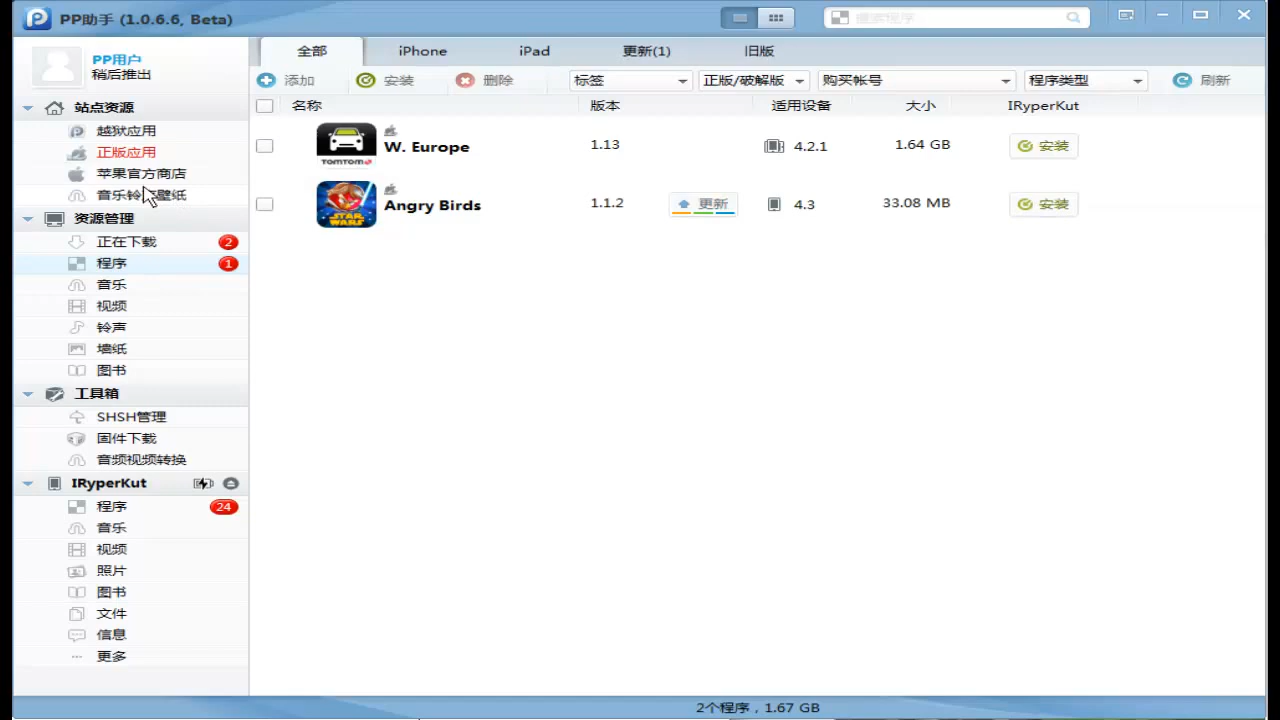 PP助手 (1.0.6.6, Beta)
搜索程序
PP用户
稍后推出
站点资源
越狱应用
正版应用
苹果官方商店
音乐铃 壁纸
资源管理
正在下载 2
程序 1
音乐
视频
铃声
墙纸
图书
工具箱
SHSH管理
固件下载
音频视频转换
IRyperKut
程序 24
音乐
视频
照片
图书
文件
信息
更多
全部 iPhone iPad 更新(1) 旧版
添加 安装 删除 标签 正版/破解版 购买帐号 程序类型 刷新
名称 版本 适用设备 大小 IRyperKut
TOMTOM W. Europe 1.13 4.2.1 1.64 GB 安装
STAR WARS Angry Birds 1.1.2 更新 4.3 33.08 MB 安装
2个程序，1.67 GB